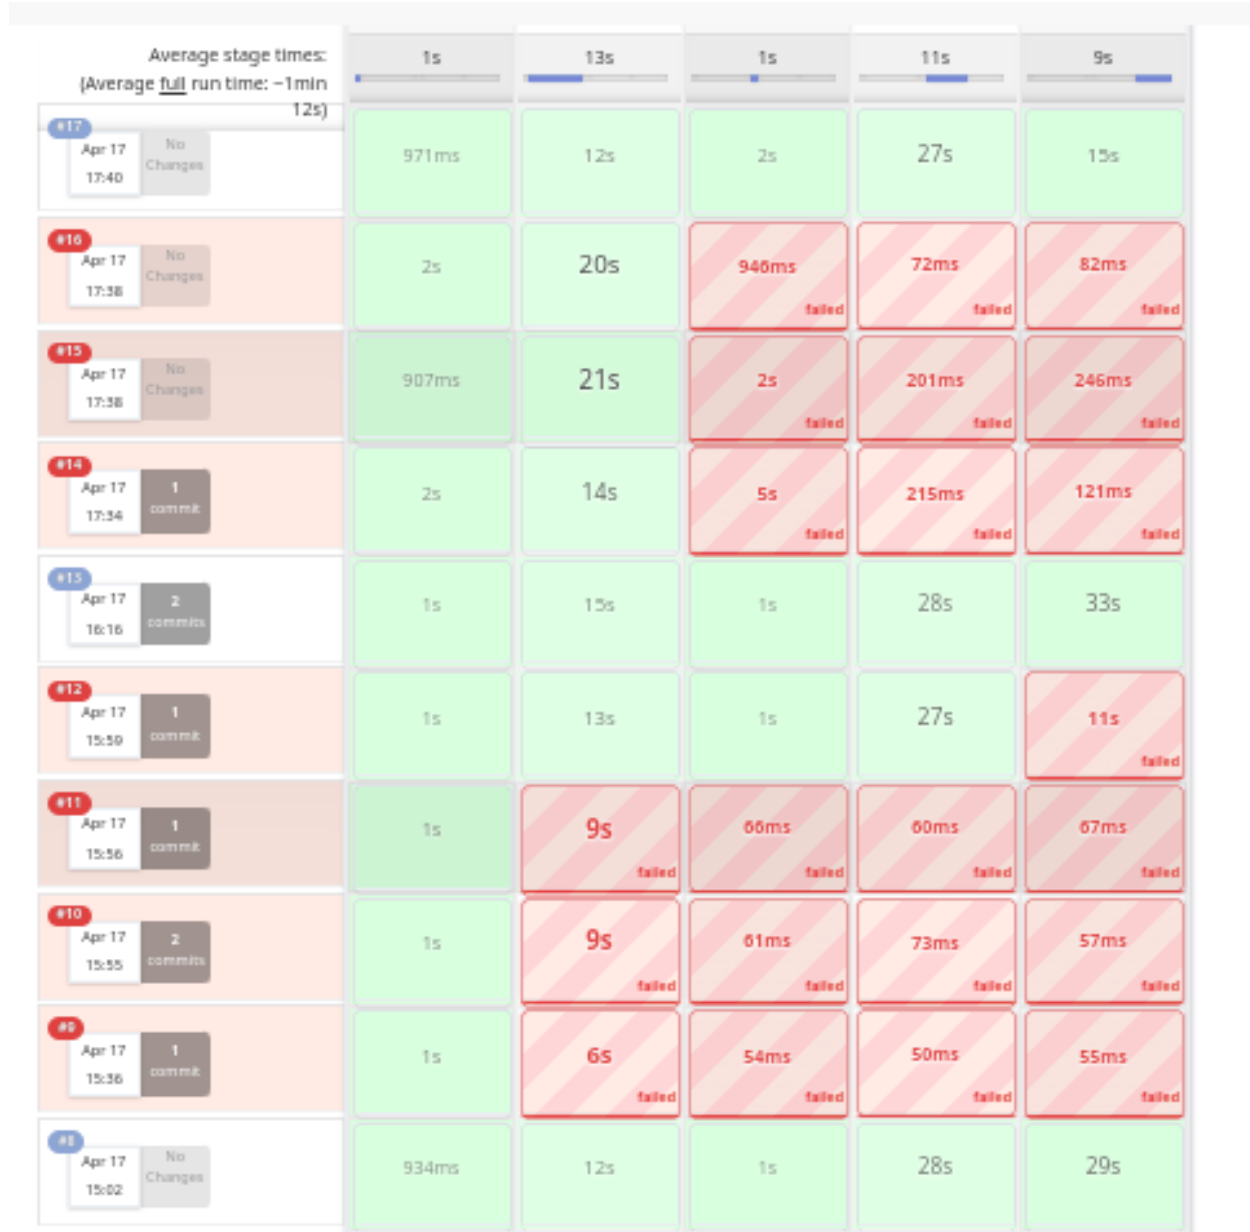 Average stage times:
(Average full run time: ~1min
12s)
1s
13s
1s
11s
9s
#17
Apr 17
17:40
No
Changes
971ms
12s
2s
27s
15s
#16
Apr 17
17:38
No
Changes
2s
20s
946ms
failed
72ms
failed
82ms
failed
#15
Apr 17
17:38
No
Changes
907ms
21s
2s
failed
201ms
failed
246ms
failed
#14
Apr 17
17:34
1
commit
2s
14s
5s
failed
215ms
failed
121ms
failed
#13
Apr 17
16:16
2
commits
1s
15s
1s
28s
33s
#12
Apr 17
15:59
1
commit
1s
13s
1s
27s
11s
failed
#11
Apr 17
15:56
1
commit
1s
9s
failed
66ms
failed
60ms
failed
67ms
failed
#10
Apr 17
15:55
2
commits
1s
9s
failed
61ms
failed
73ms
failed
57ms
failed
#9
Apr 17
15:36
1
commit
1s
6s
failed
54ms
failed
50ms
failed
55ms
failed
#8
Apr 17
15:02
No
Changes
934ms
12s
1s
28s
29s